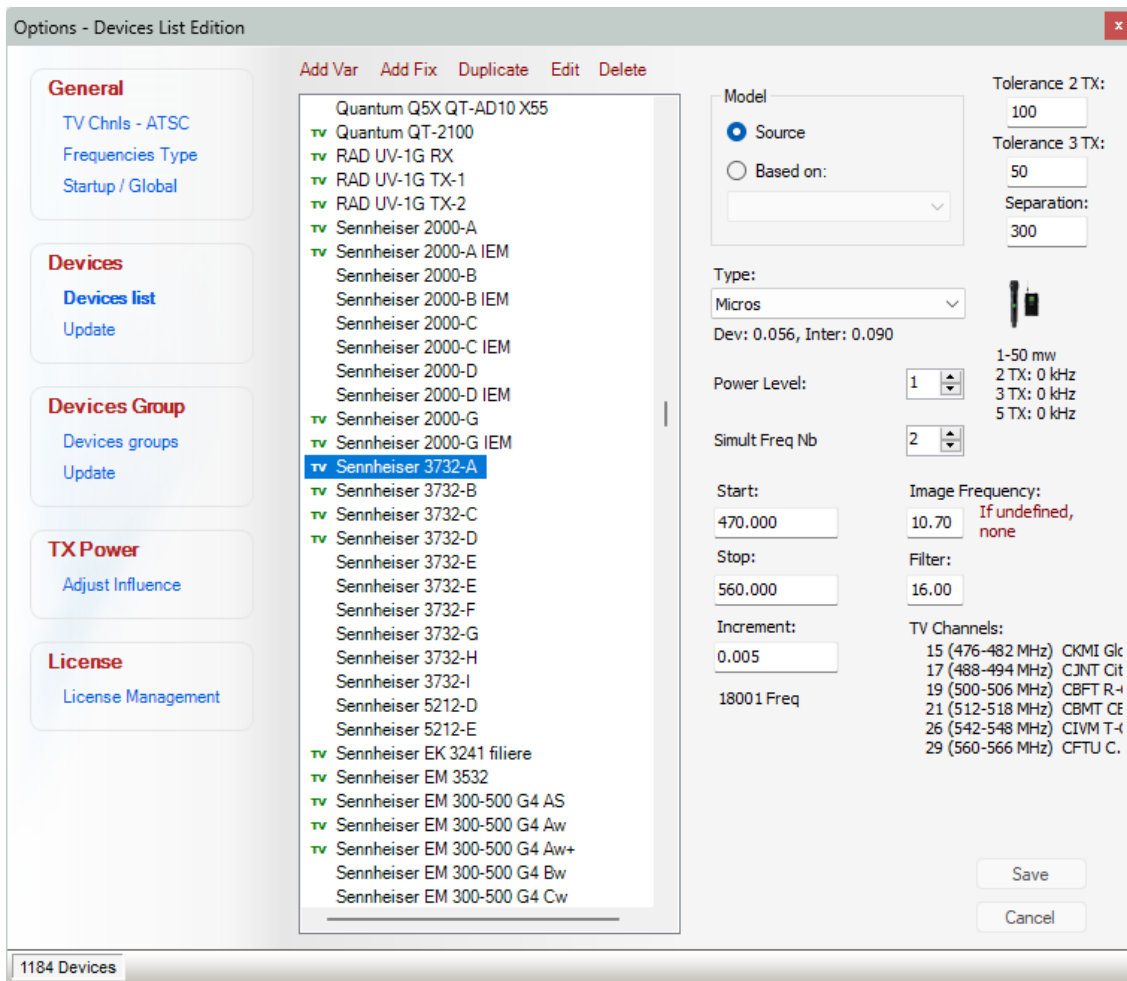 Options - Devices List Edition
x
General
TV Chnls - ATSC
Frequencies Type
Startup / Global
Devices
Devices list
Update
Devices Group
Devices groups
Update
TX Power
Adjust Influence
License
License Management
Add Var Add Fix Duplicate Edit Delete
Quantum Q5X QT-AD10 X55
TV Quantum QT-2100
TV RAD UV-1G RX
TV RAD UV-1G TX-1
TV RAD UV-1G TX-2
TV Sennheiser 2000-A
TV Sennheiser 2000-A IEM
Sennheiser 2000-B
Sennheiser 2000-B IEM
Sennheiser 2000-C
Sennheiser 2000-C IEM
Sennheiser 2000-D
Sennheiser 2000-D IEM
TV Sennheiser 2000-G
TV Sennheiser 2000-G IEM
TV Sennheiser 3732-A
TV Sennheiser 3732-B
TV Sennheiser 3732-C
TV Sennheiser 3732-D
Sennheiser 3732-E
Sennheiser 3732-E
Sennheiser 3732-F
Sennheiser 3732-G
Sennheiser 3732-H
Sennheiser 3732-I
Sennheiser 5212-D
Sennheiser 5212-E
TV Sennheiser EK 3241 filiere
TV Sennheiser EM 3532
TV Sennheiser EM 300-500 G4 AS
TV Sennheiser EM 300-500 G4 Aw
TV Sennheiser EM 300-500 G4 Aw+
Sennheiser EM 300-500 G4 Bw
Sennheiser EM 300-500 G4 Cw
Model
Source
Based on:
Tolerance 2 TX:
100
Tolerance 3 TX:
50
Separation:
300
Type:
Micros
Dev: 0.056, Inter: 0.090
1-50 mw
2 TX: 0 kHz
3 TX: 0 kHz
5 TX: 0 kHz
Power Level: 1
Simult Freq Nb 2
Start:
470.000
Stop:
560.000
Increment:
0.005
18001 Freq
Image Frequency:
10.70
If undefined,
none
Filter:
16.00
TV Channels:
15 (476-482 MHz) CKMI Glo
17 (488-494 MHz) CJNT Cit
19 (500-506 MHz) CBFT R-
21 (512-518 MHz) CBMT
26 (542-548 MHz) CIVM T-
29 (560-566 MHz) CFTU C.
Save
Cancel
1184 Devices